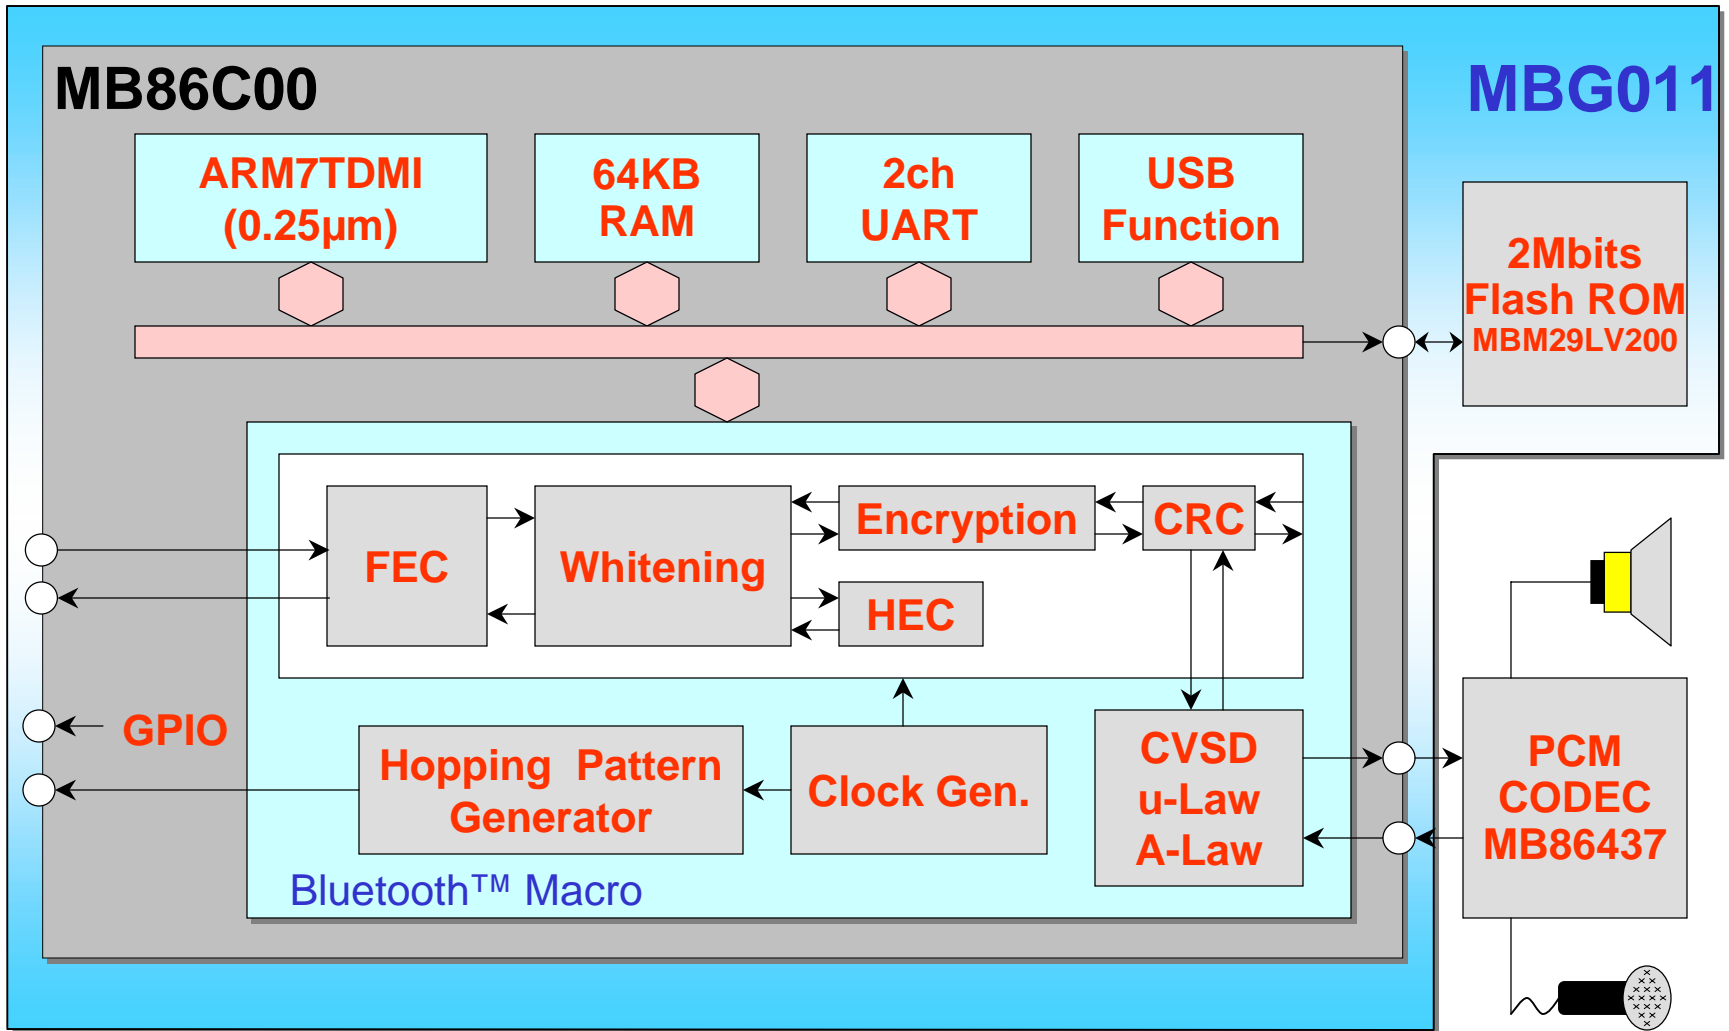 MB86C00
MBG011
ARM7TDMI
(0.25µm)
64KB
RAM
2ch
UART
USB
Function
2Mbits
Flash ROM
MBM29LV200
FEC
Whitening
Encryption
CRC
HEC
GPIO
Hopping Pattern
Generator
Clock Gen.
CVSD
u-Law
A-Law
PCM
CODEC
MB86437
Bluetooth™ Macro